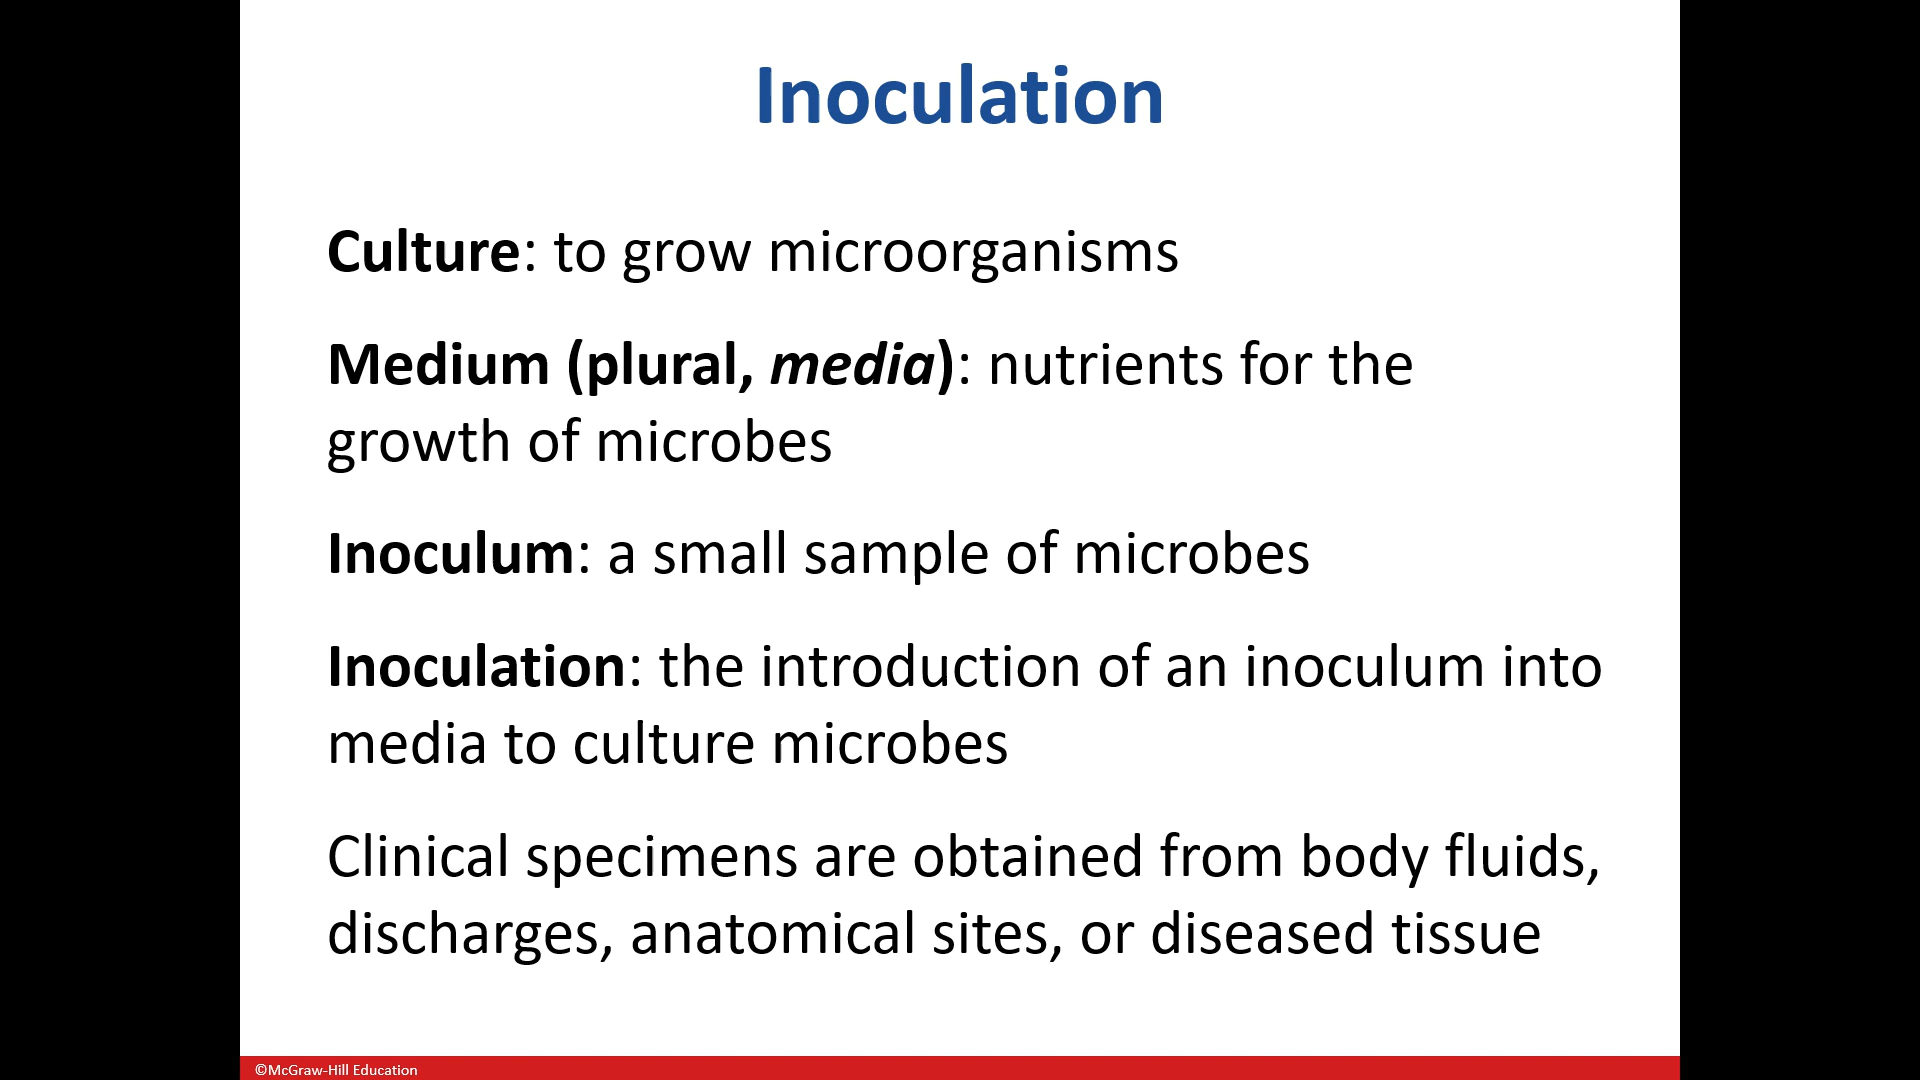 Inoculation
Culture: to grow microorganisms
Medium (plural, media): nutrients for the
growth of microbes
Inoculum: a small sample of microbes
Inoculation: the introduction of an inoculum into
media to culture microbes
Clinical specimens are obtained from body fluids,
discharges, anatomical sites, or diseased tissue
©McGraw-Hill Education